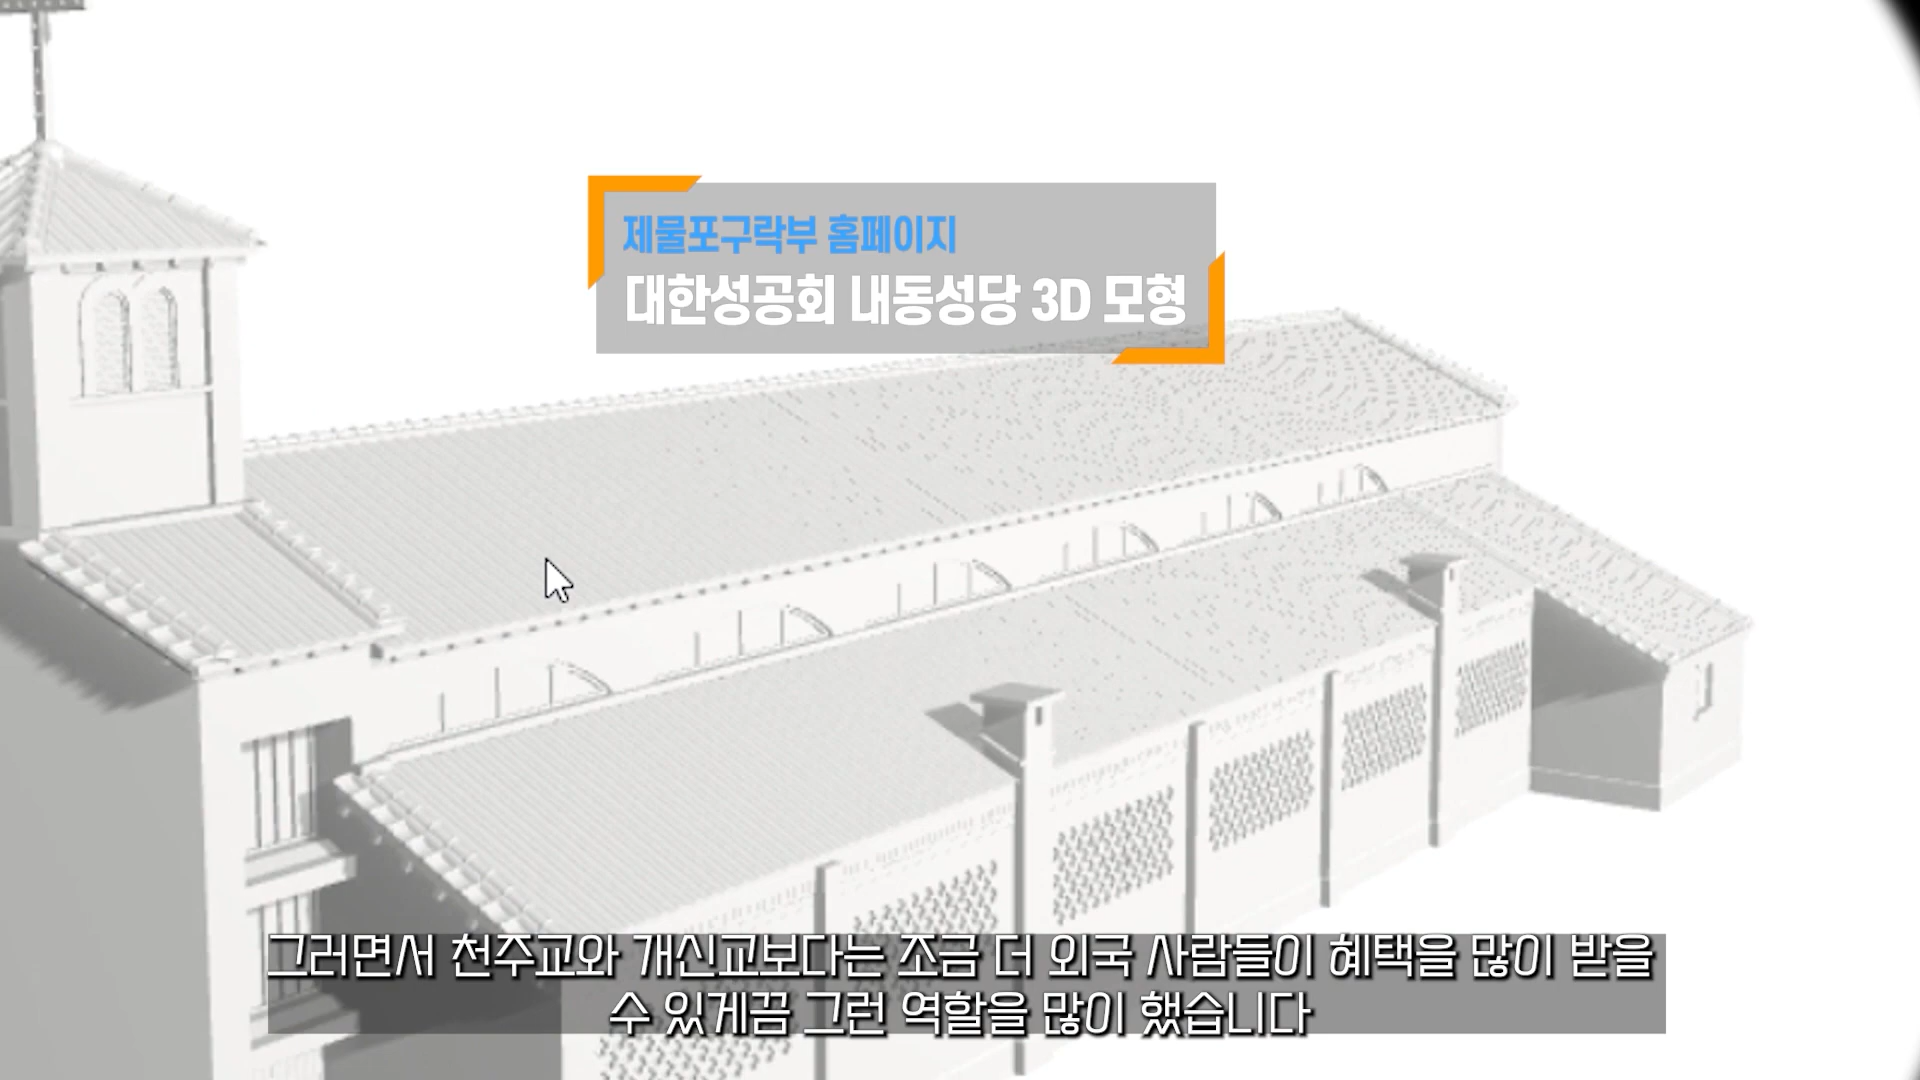 제물포구락부 홈페이지
대한성공회 내동성당 3D 모형
그러면서 천주교와 개신교보다는 조금 더 외국 사람들이 혜택을 많이 받을
수 있게끔 그런 역할을 많이 했습니다